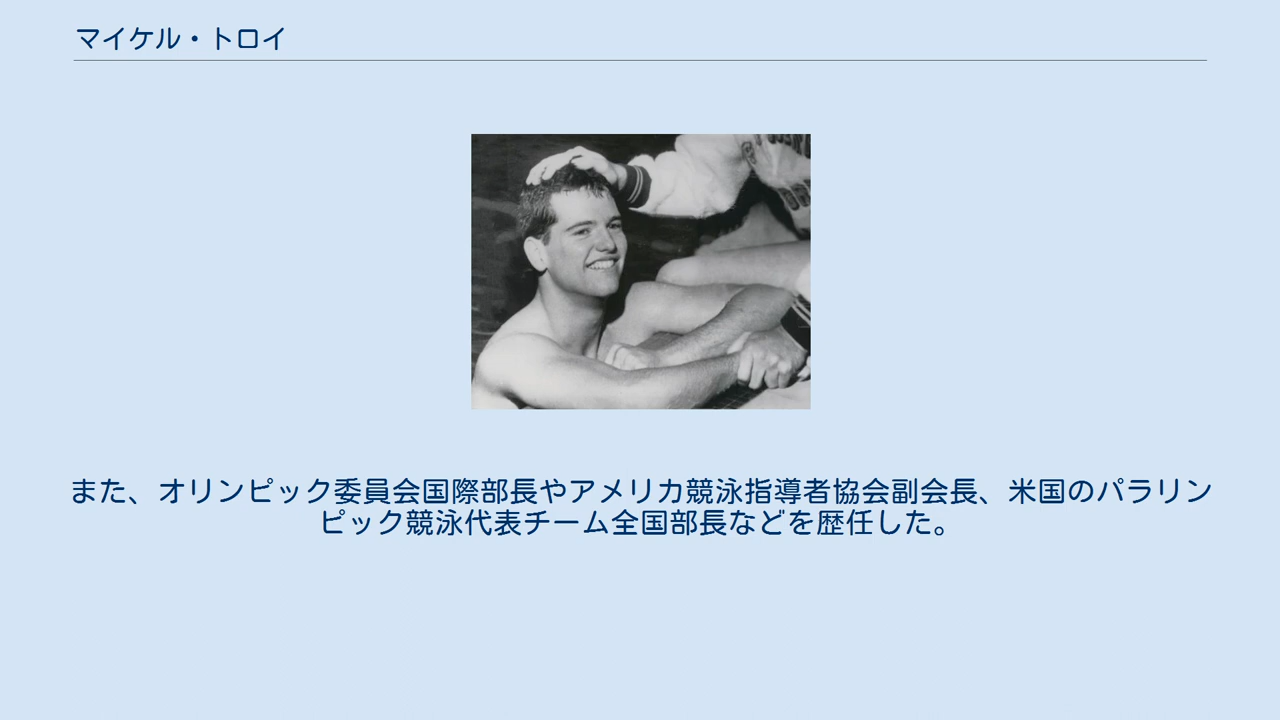 マイケル・トロイ
また、オリンピック委員会国際部長やアメリカ競泳指導者協会副会長、米国のパラリン
ピック競泳代表チーム全国部長などを歴任した。